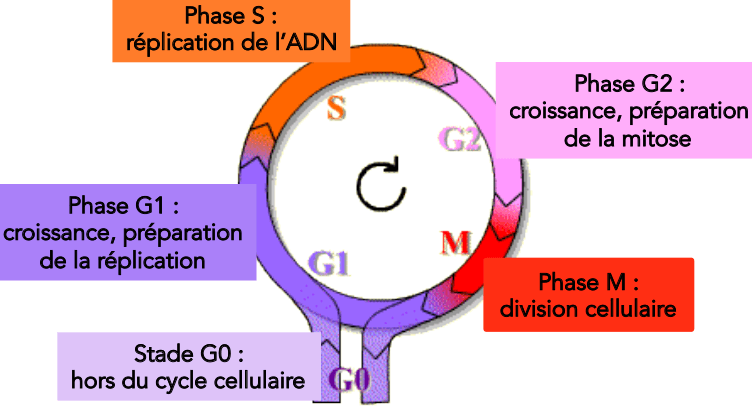 Phase S :
réplication de l'ADN
Phase G2 :
croissance, préparation
de la mitose
S
G2
Phase G1 :
croissance, préparation
de la réplication
M
G1
Phase M :
division cellulaire
Stade G0 :
hors du cycle cellulaire
G0